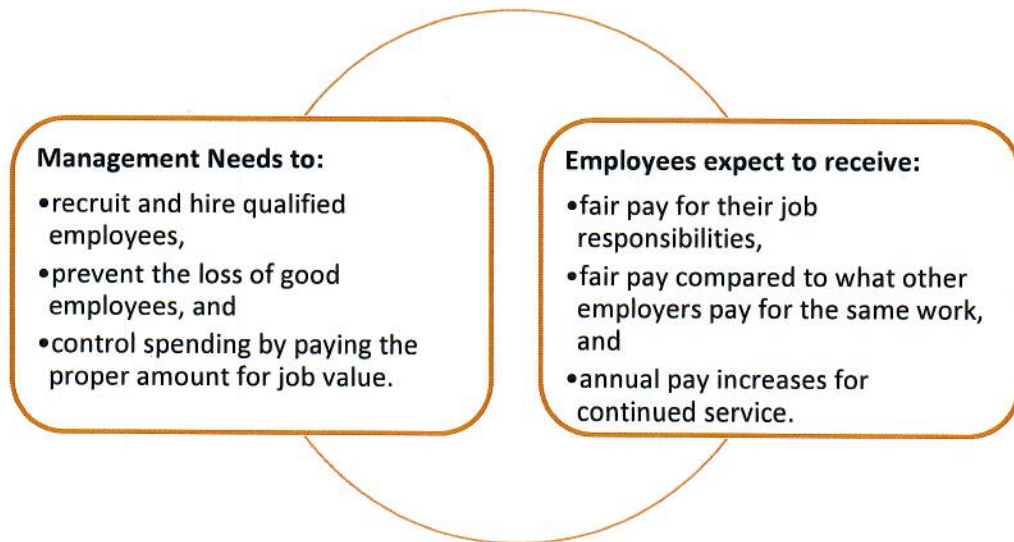 Management Needs to:
•recruit and hire qualified
employees,
•prevent the loss of good
employees, and
•control spending by paying the
proper amount for job value.
Employees expect to receive:
•fair pay for their job
responsibilities,
•fair pay compared to what other
employers pay for the same work,
and
•annual pay increases for
continued service.